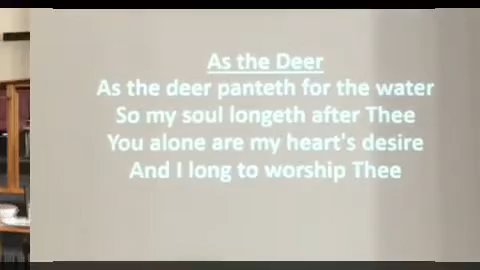 As the Deer
As the deer panteth for the water
So my soul longeth after Thee
You alone are my heart's desire
And I long to worship Thee